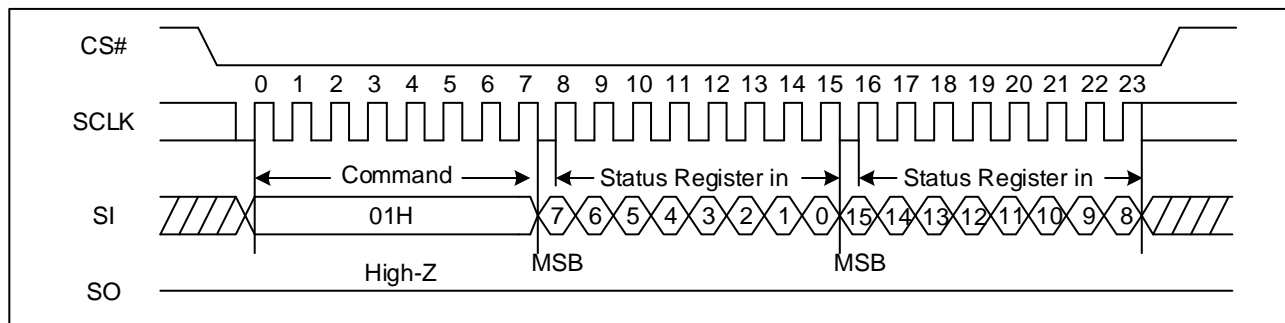 CS#
0 1 2 3 4 5 6 7 8 9 10 11 12 13 14 15 16 17 18 19 20 21 22 23
SCLK
Command Status Register in Status Register in
SI 01H 7 6 5 4 3 2 1 0 15 14 13 12 11 10 9 8
MSB MSB
High-Z
SO